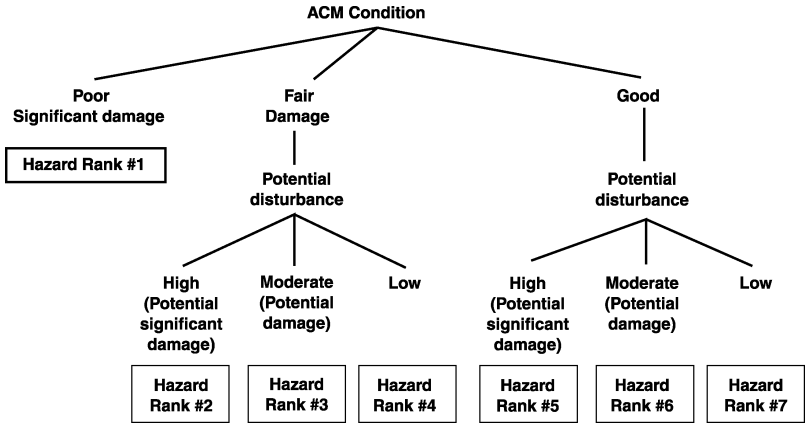 ACM Condition
Poor
Significant damage
Hazard Rank #1
Fair
Damage
Potential
disturbance
High
(Potential
significant
damage)
Hazard
Rank #2
Moderate
(Potential
damage)
Hazard
Rank #3
Low
Hazard
Rank #4
Good
Potential
disturbance
High
(Potential
significant
damage)
Hazard
Rank #5
Moderate
(Potential
damage)
Hazard
Rank #6
Low
Hazard
Rank #7